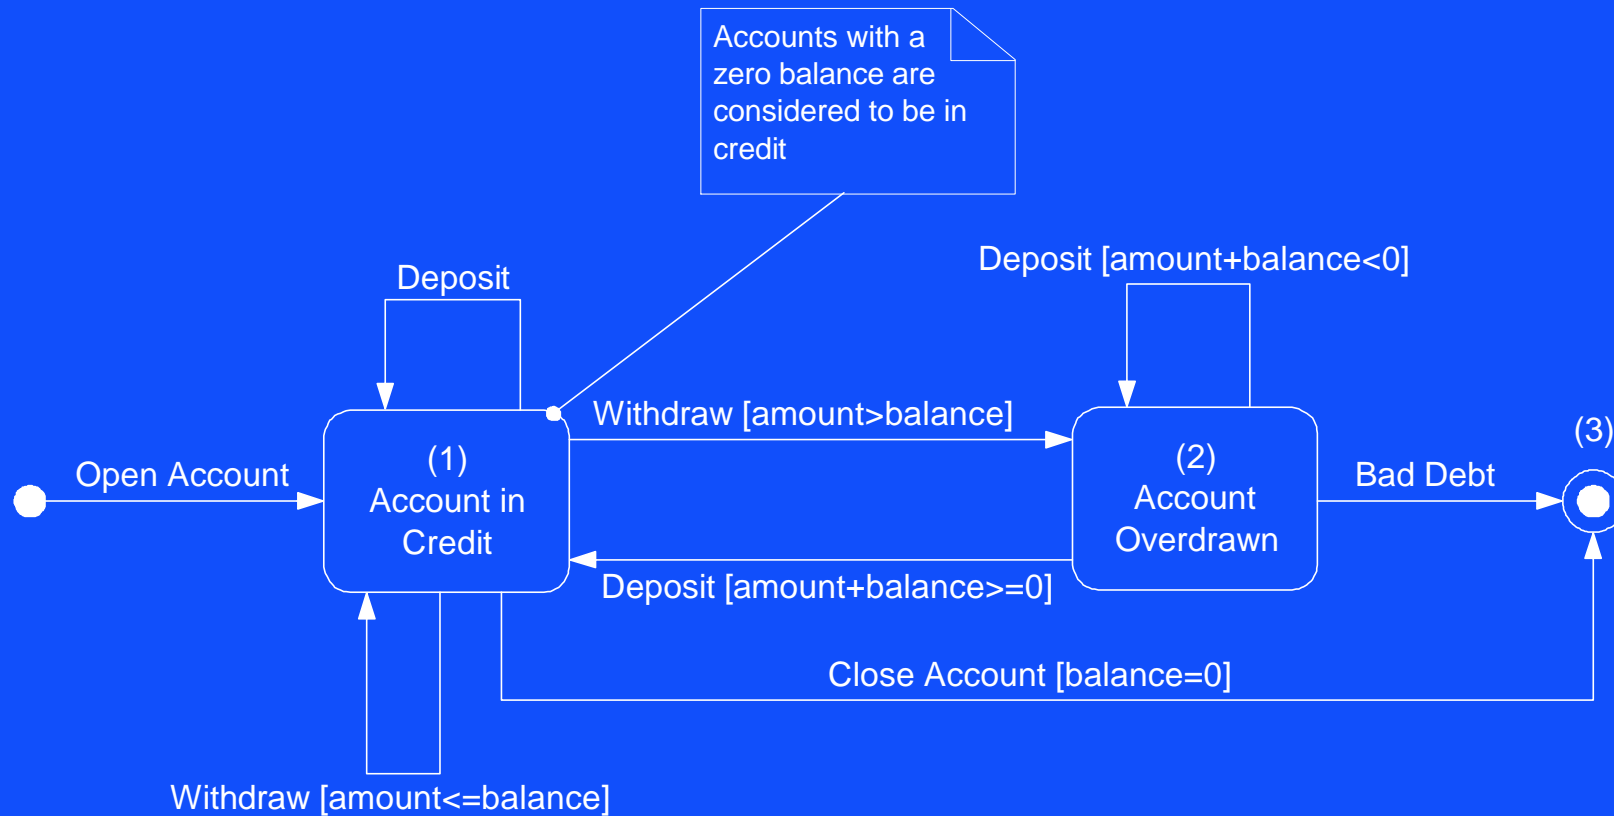 Accounts with a
zero balance are
considered to be in
credit
Deposit [amount+balance<0]
Deposit
Withdraw [amount>balance]
(3)
(1)
Account in
Credit
(2)
Account
Overdrawn
Open Account
Bad Debt
Deposit [amount+balance>=0]
Close Account [balance=0]
Withdraw [amount<=balance]